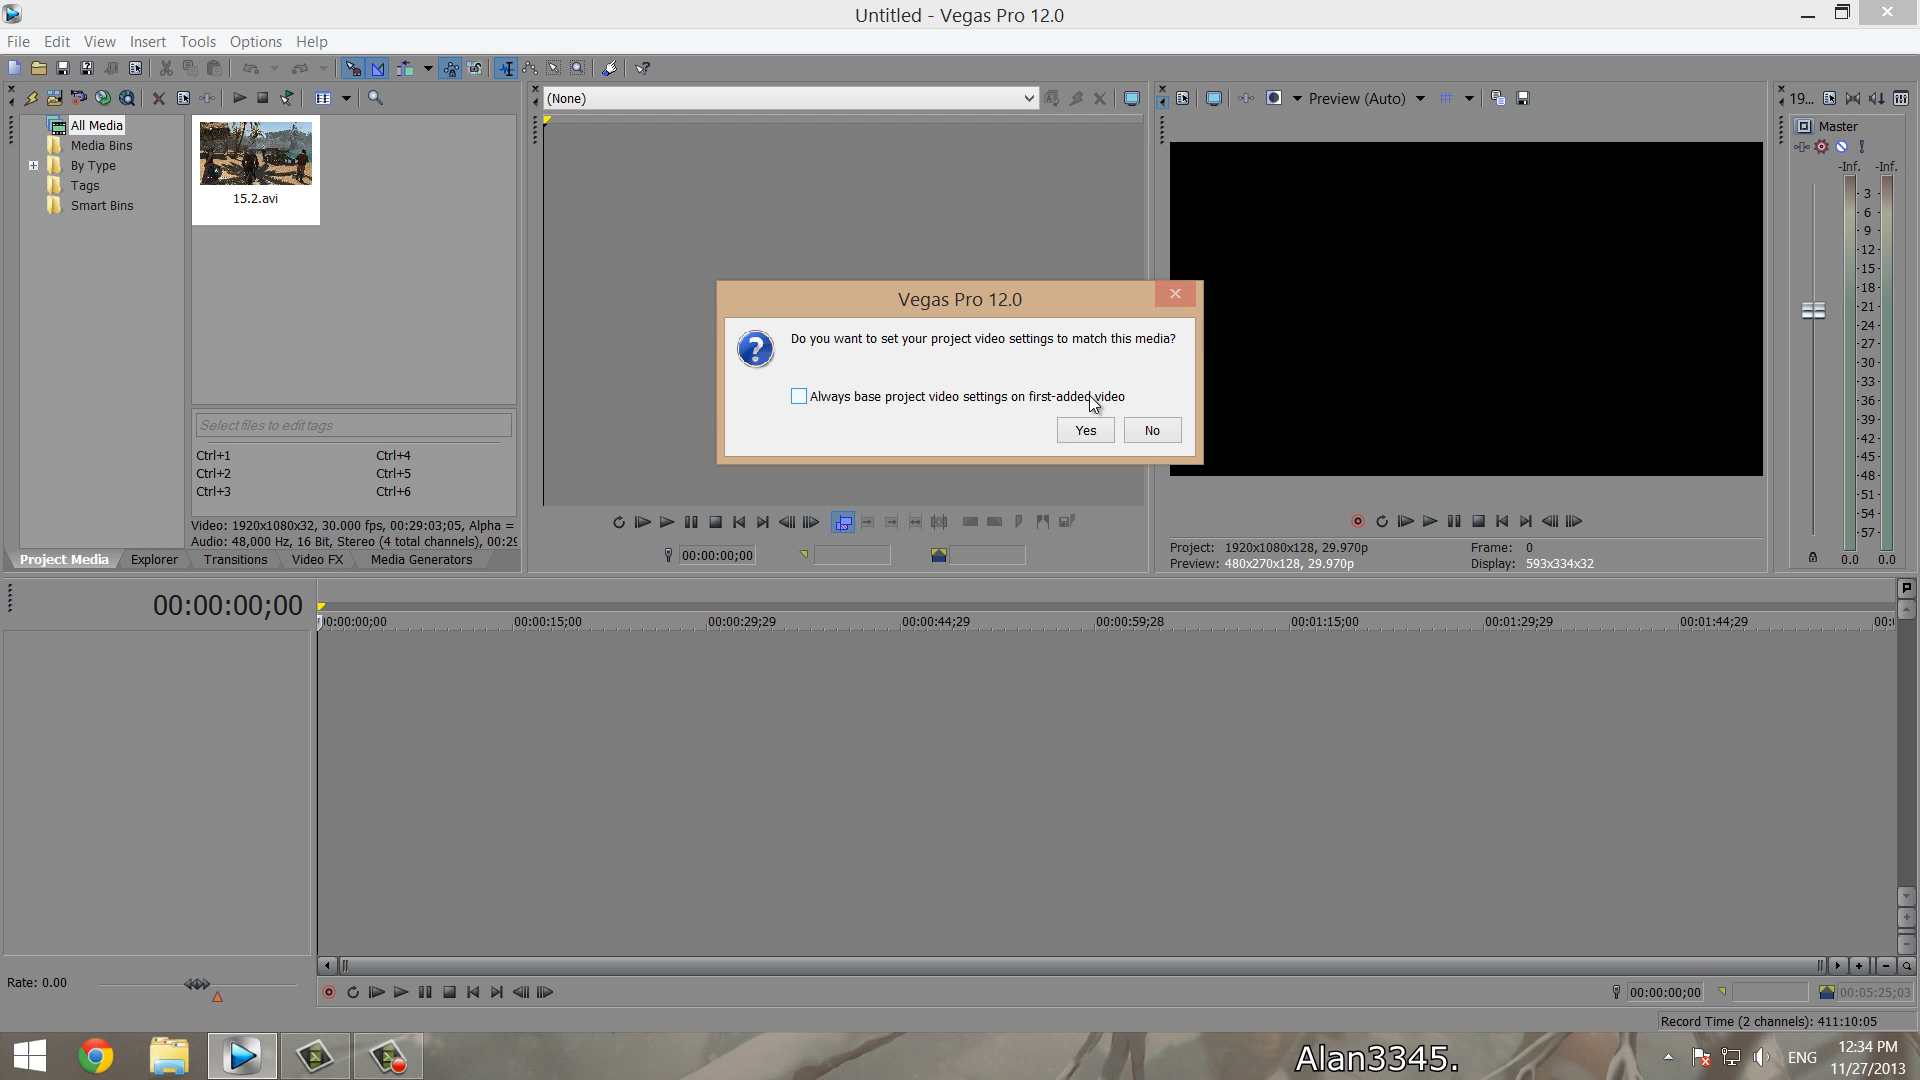 Untitled - Vegas Pro 12.0
File Edit View Insert Tools Options Help
(None)
Preview (Auto)
19...
All Media
Media Bins
By Type
Tags
Smart Bins
15.2.avi
Select files to edit tags
Ctrl+1 Ctrl+4
Ctrl+2 Ctrl+5
Ctrl+3 Ctrl+6
Video: 1920x1080x32, 30.000 fps, 00:29:03;05, Alpha =
Audio: 48,000 Hz, 16 Bit, Stereo (4 total channels), 00:29
Project Media Explorer Transitions Video FX Media Generators
Vegas Pro 12.0
Do you want to set your project video settings to match this media?
Always base project video settings on first-added video
Yes No
00:00:00;00
Project: 1920x1080x128, 29.970p
Preview: 480x270x128, 29.970p
Frame: 0
Display: 593x334x32
Master
-Inf. -Inf.
- 3 -
- 6 -
- 9 -
-12-
-15-
-18-
-21-
-24-
-27-
-30-
-33-
-36-
-39-
-42-
-45-
-48-
-51-
-54-
-57-
0.0 0.0
00:00:00;00
00:00:00;00 00:00:15;00 00:00:29;29 00:00:44;29 00:00:59;28 00:01:15;00 00:01:29;29 00:01:44;29 00:0
Rate: 0.00
00:00:00;00 00:05:25;03
Record Time (2 channels): 411:10:05
Alan3345.
ENG
12:34 PM
11/27/2013